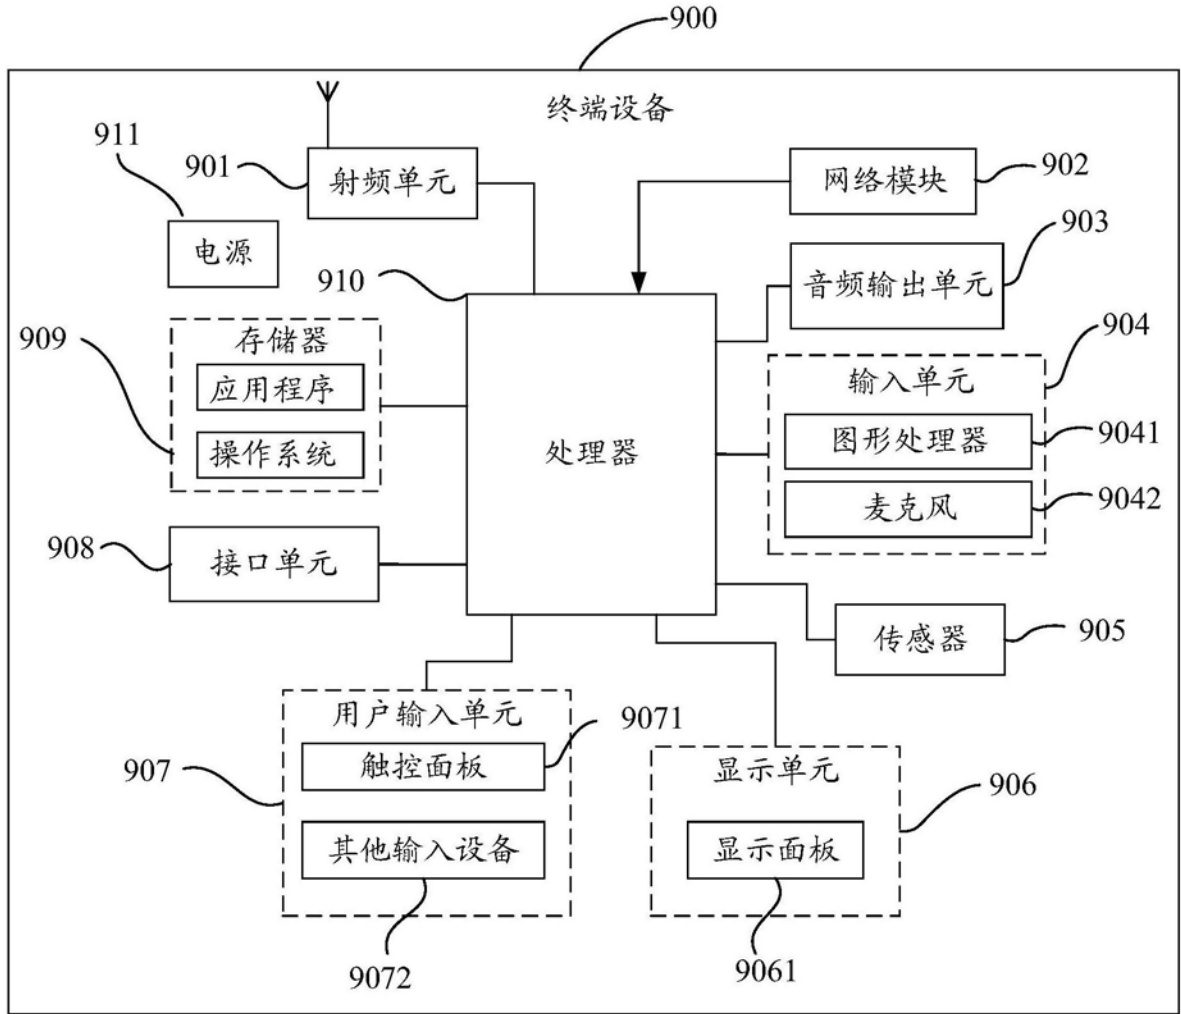 900
终端设备
911
901
射频单元
网络模块
902
电源
910
903
音频输出单元
909
存储器
应用程序
操作系统
处理器
904
输入单元
图形处理器
9041
麦克风
9042
908
接口单元
传感器
905
用户输入单元
9071
907
触控面板
其他输入设备
9072
显示单元
906
显示面板
9061